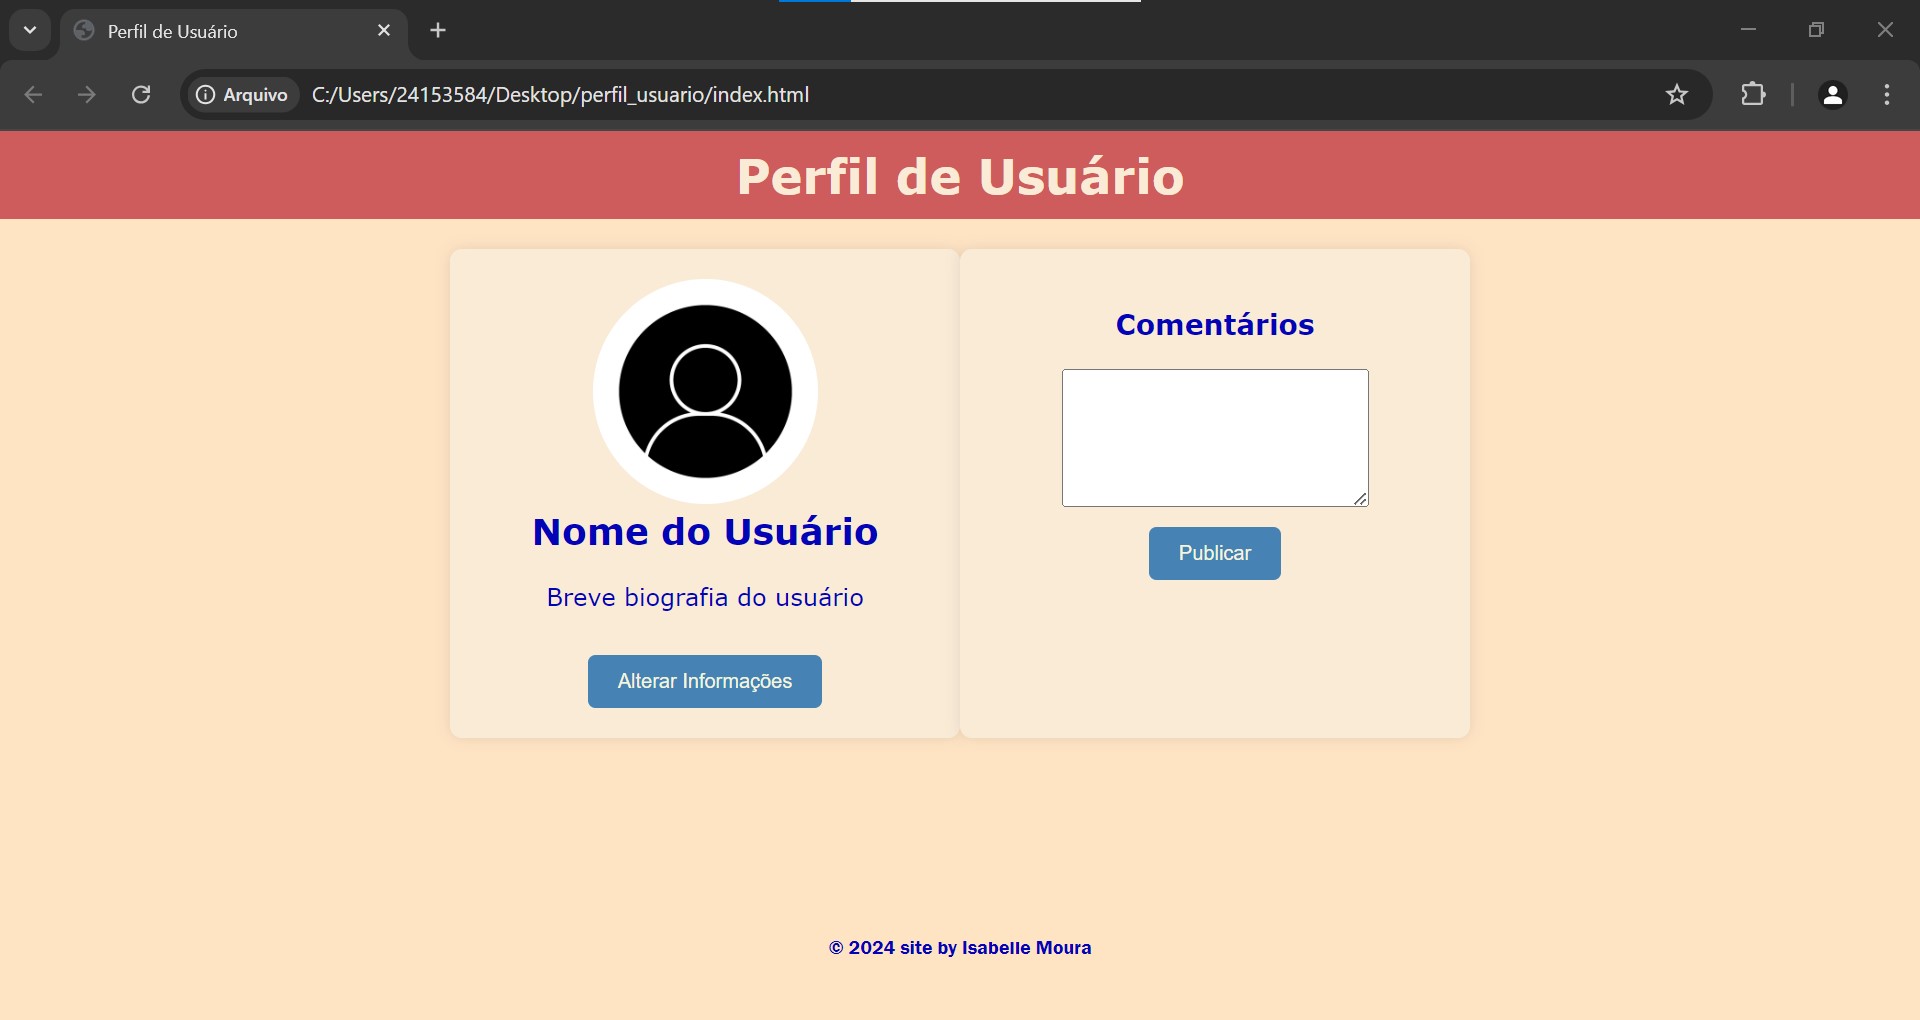 Perfil de Usuário
Arquivo
C:/Users/24153584/Desktop/perfil_usuario/index.html
Perfil de Usuário
Nome do Usuário
Breve biografia do usuário
Alterar Informações
Comentários
Publicar
© 2024 site by Isabelle Moura